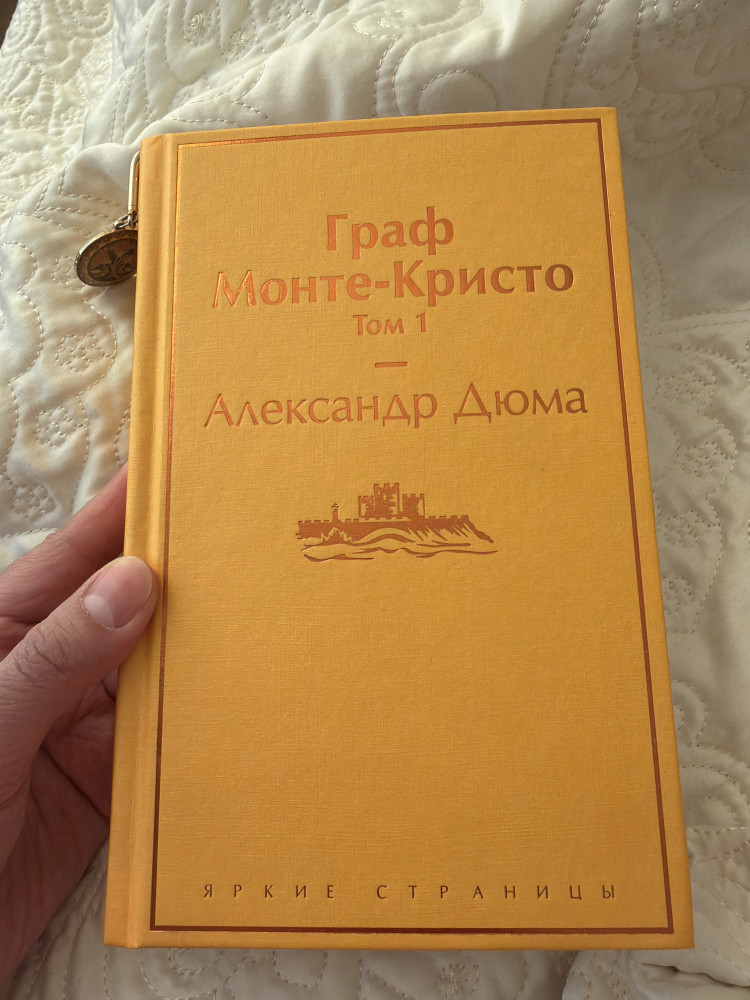 Граф
Монте-Кристо
Том 1
Александр Дюма
ЯРКИЕ СТРАНИЦЫ